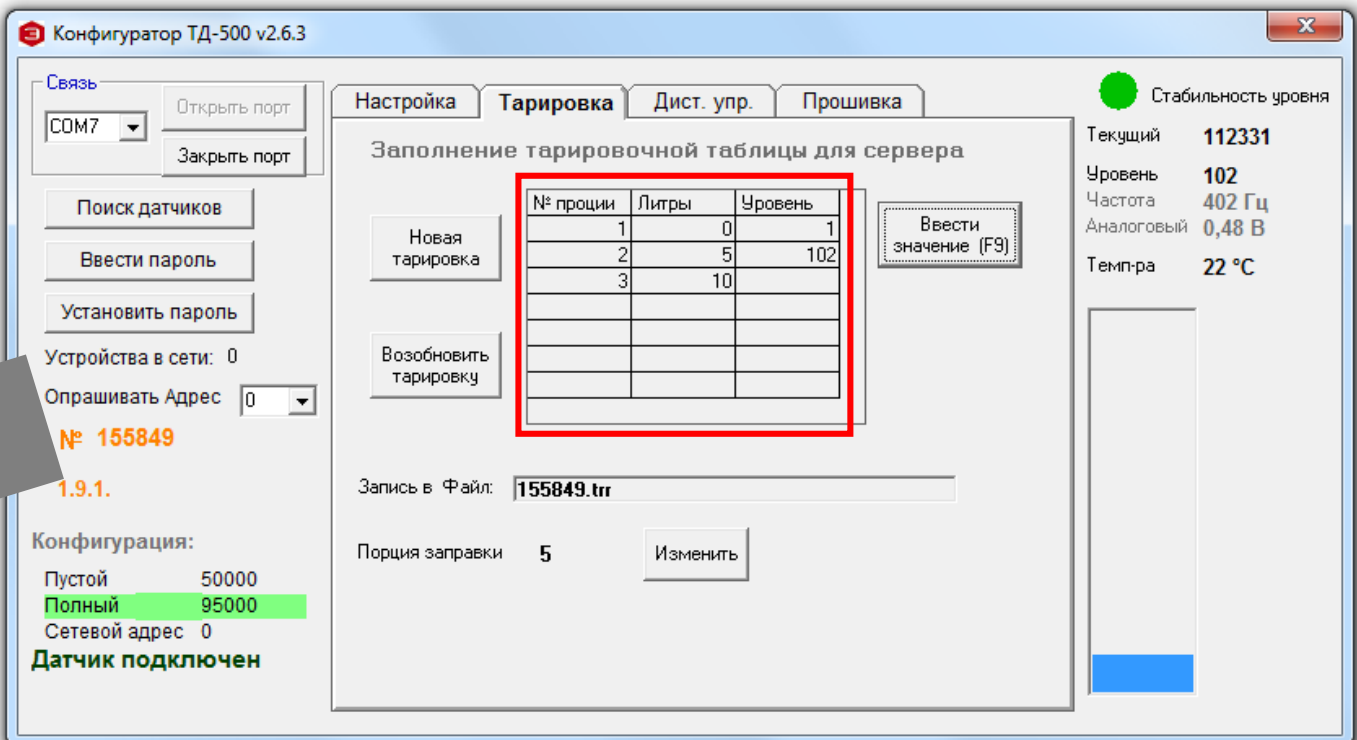 Конфигуратор ТД-500 v2.6.3
Связь
COM7
Открыть порт
Закрыть порт
Поиск датчиков
Ввести пароль
Установить пароль
Устройства в сети: 0
Опрашивать Адрес 0
№ 155849
1.9.1.
Конфигурация:
Пустой 50000
Полный 95000
Сетевой адрес 0
Датчик подключен
Настройка Тарировка Дист. упр. Прошивка
Заполнение тарировочной таблицы для сервера
Новая
тарировка
Возобновить
тарировку
№ проции Литры Уровень
1 0 1
2 5 102
3 10
Ввести
значение (F9)
Запись в Файл: 155849.trr
Порция заправки 5 Изменить
Стабильность уровня
Текущий 112331
Уровень 102
Частота 402 Гц
Аналоговый 0,48 В
Темп-ра 22 °C